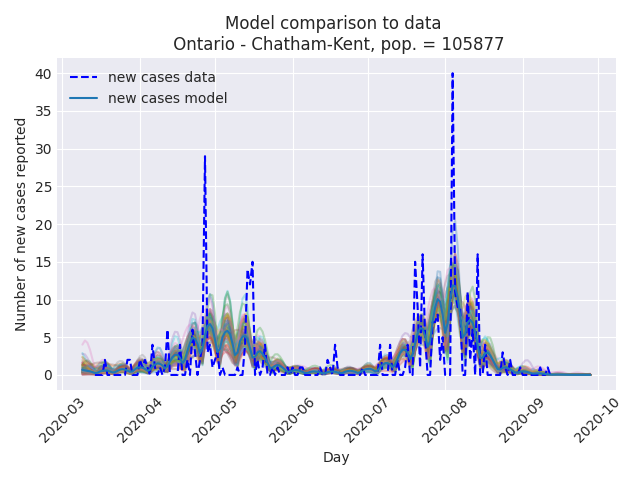 Model comparison to data
Ontario - Chatham-Kent, pop. = 105877
Number of new cases reported
40
35
30
25
20
15
10
5
0
new cases data
new cases model
2020-03
2020-04
2020-05
2020-06
2020-07
2020-08
2020-09
2020-10
Day